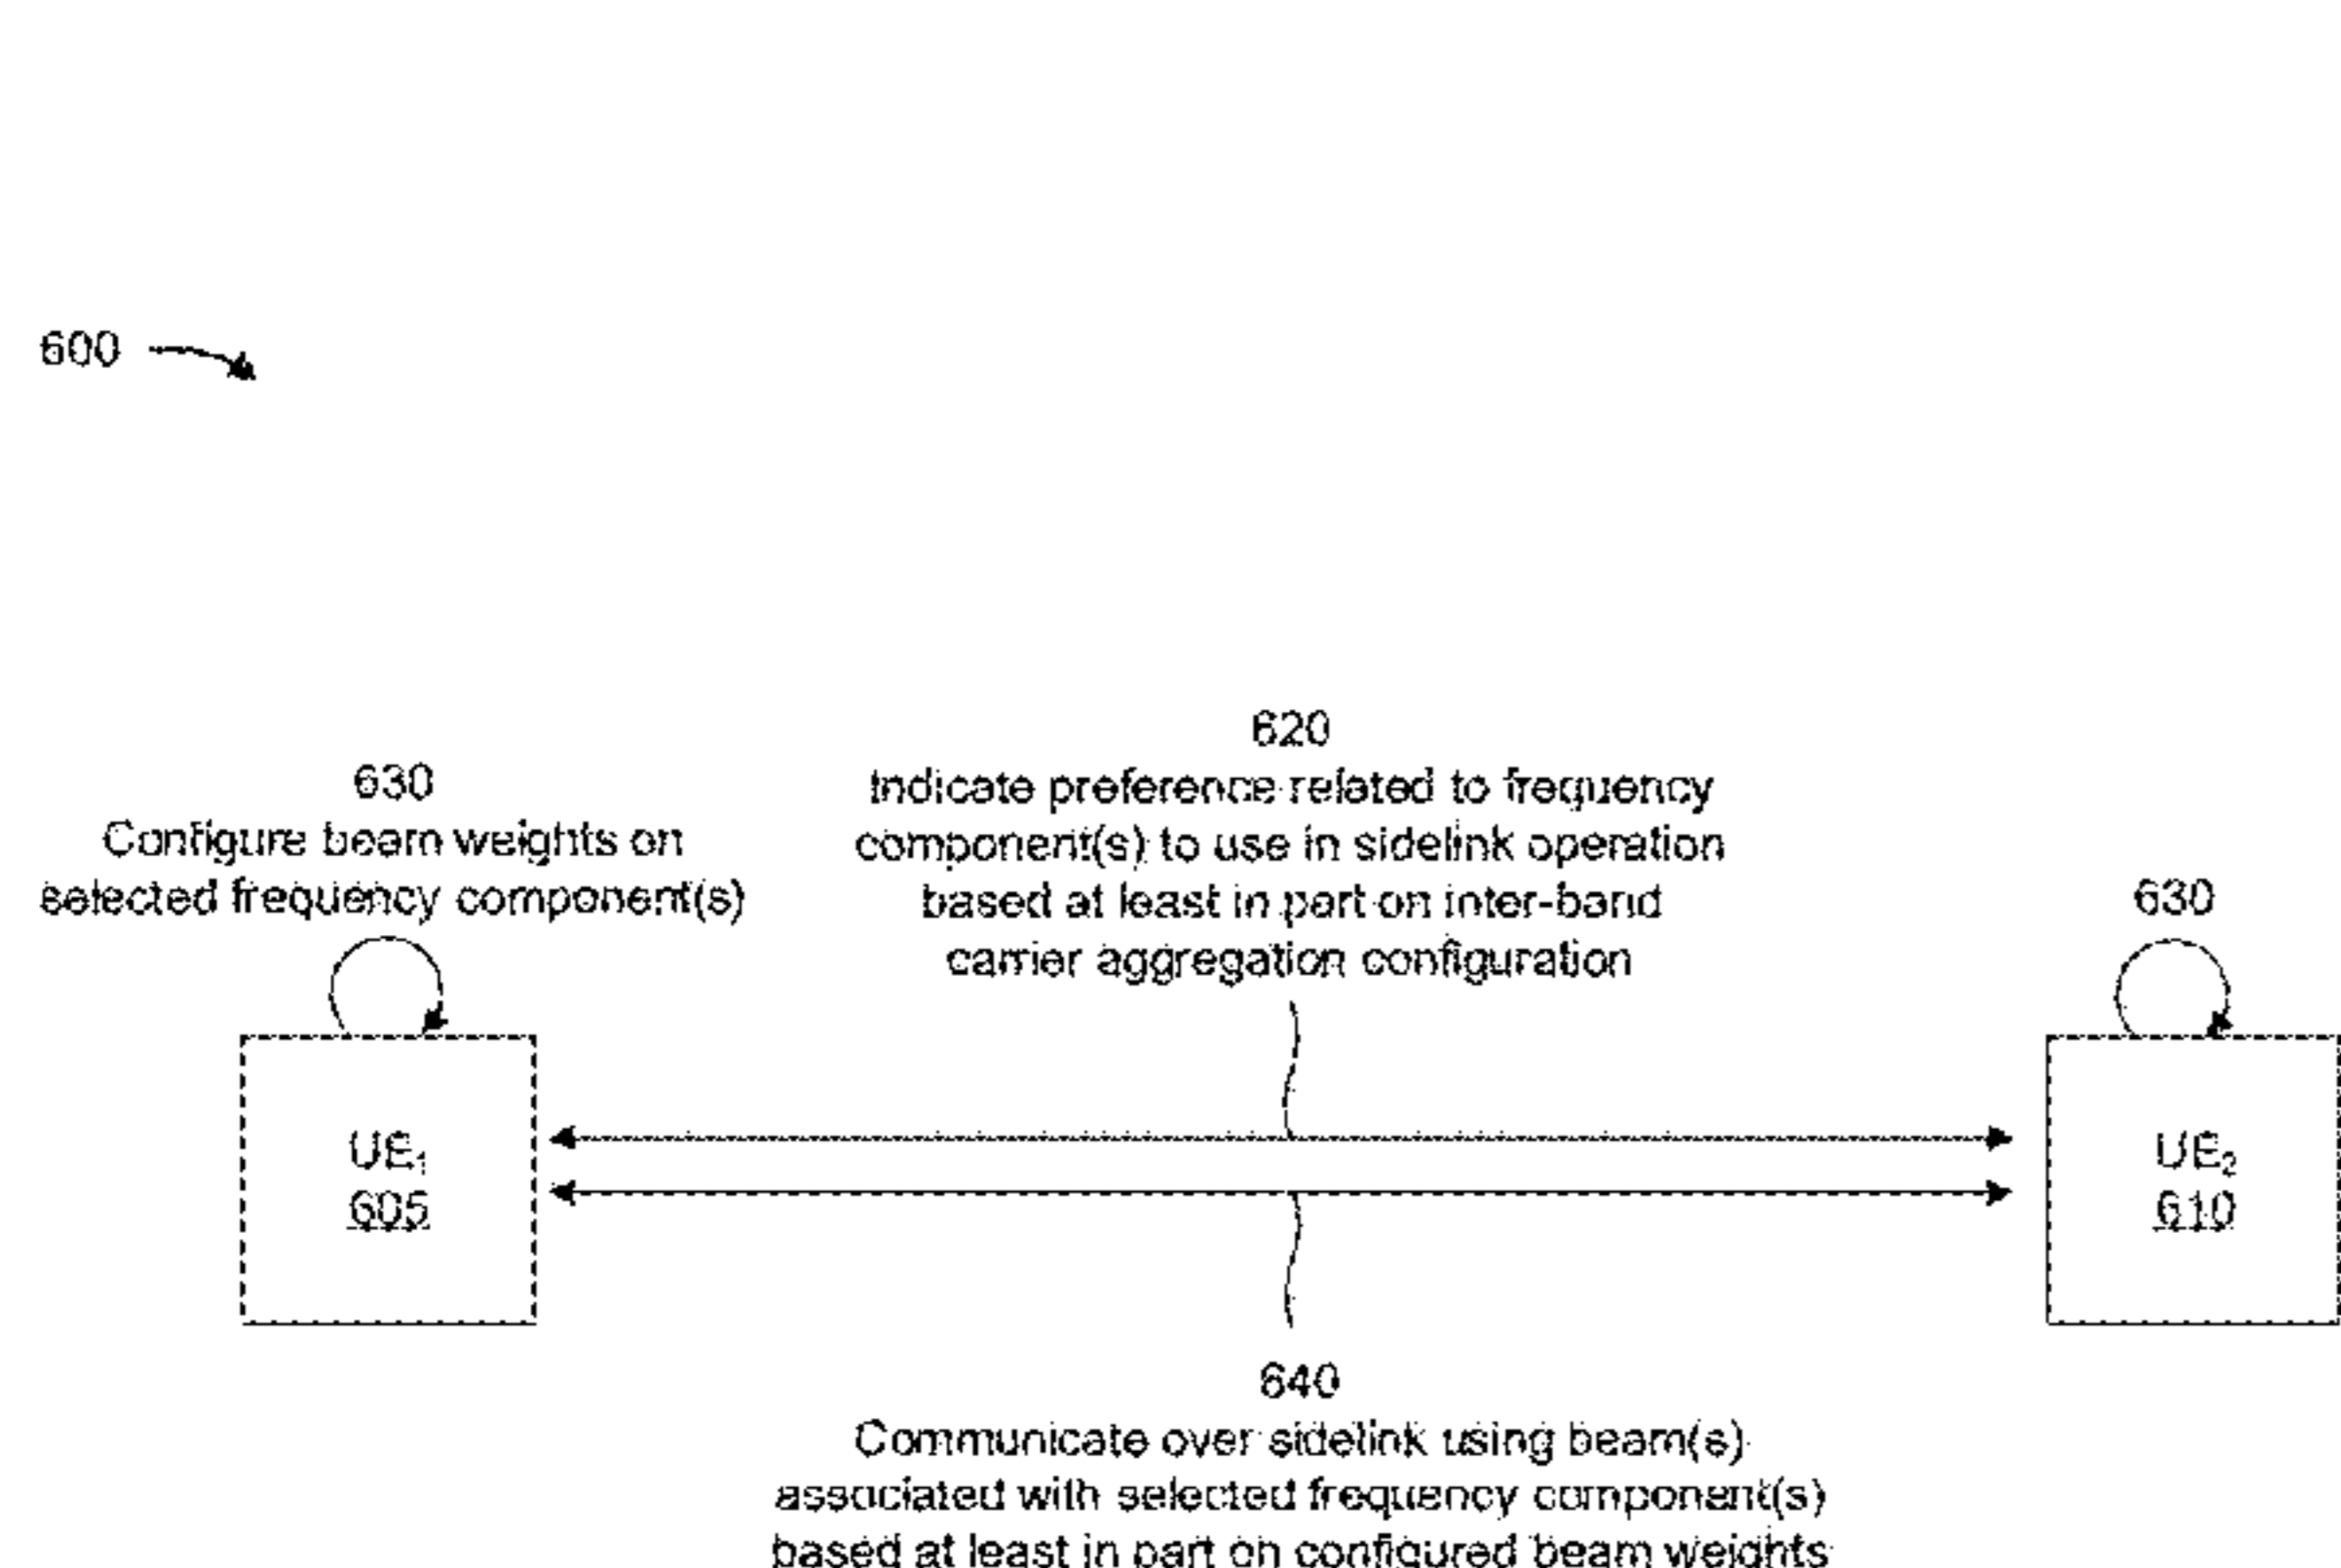 600
620
Indicate preference related to frequency
component(s) to use in sidelink operation
based at least in part on inter-band
carrier aggregation configuration
630
Configure beam weights on
selected frequency component(s)
630
UE₁
605
UE₂
610
640
Communicate over sidelink using beam(s)
associated with selected frequency component(s)
based at least in part on configured beam weights